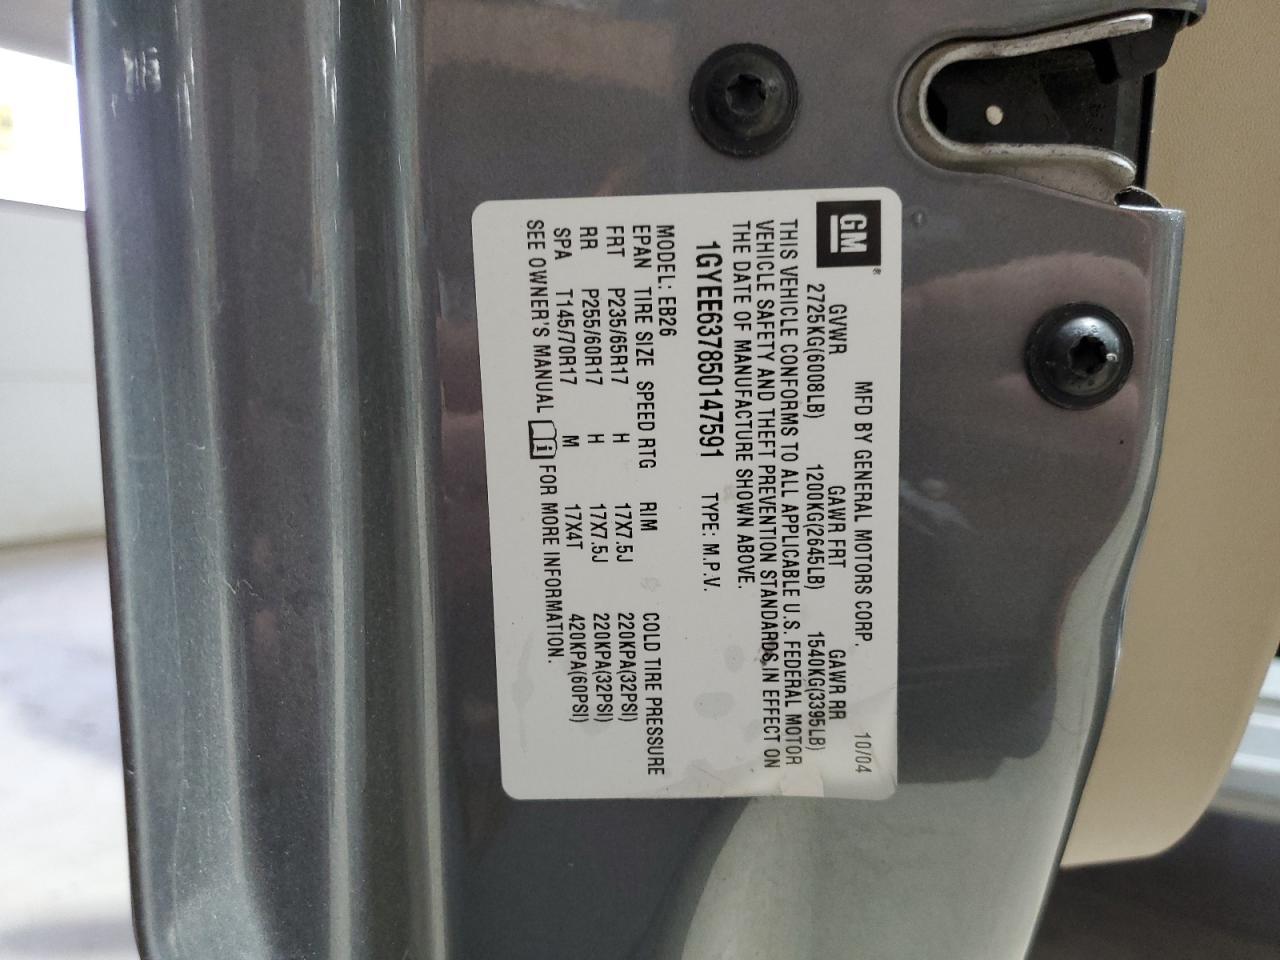 GM®
MFD BY GENERAL MOTORS CORP. 10/04
GVWR GAWR FRT GAWR RR
2725KG(6008LB) 1200KG(2645LB) 1540KG(3395LB)
THIS VEHICLE CONFORMS TO ALL APPLICABLE U.S. FEDERAL MOTOR
VEHICLE SAFETY AND THEFT PREVENTION STANDARDS IN EFFECT ON
THE DATE OF MANUFACTURE SHOWN ABOVE.
1GYEE637850147591 TYPE: M.P.V.
MODEL: EB26
EPAN TIRE SIZE SPEED RTG RIM COLD TIRE PRESSURE
FRT P235/65R17 H 17X7.5J 220KPA(32PSI)
RR P255/60R17 H 17X7.5J 220KPA(32PSI)
SPA T145/70R17 M 17X4T 420KPA(60PSI)
SEE OWNER'S MANUAL i FOR MORE INFORMATION.